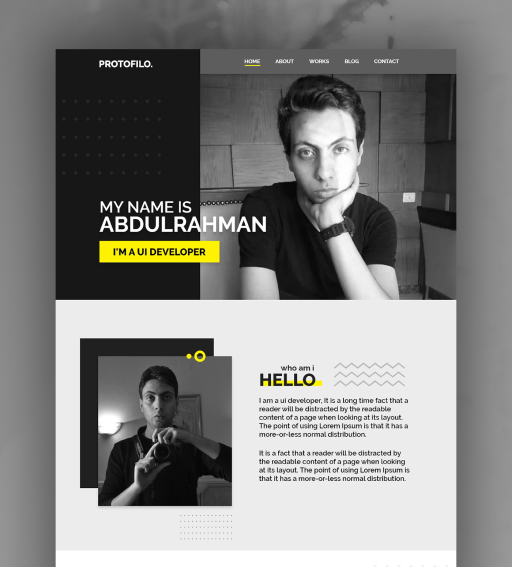 PROTOFILO.
HOME ABOUT WORKS BLOG CONTACT
MY NAME IS
ABDULRAHMAN
I'M A UI DEVELOPER
who am i
HELLO
I am a ui developer, It is a long time fact that a
reader will be distracted by the readable
content of a page when looking at its layout.
The point of using Lorem Ipsum is that it has a
more-or-less normal distribution.
It is a fact that a reader will be distracted by
the readable content of a page when looking
at its layout. The point of using Lorem Ipsum is
that it has a more-or-less normal distribution.